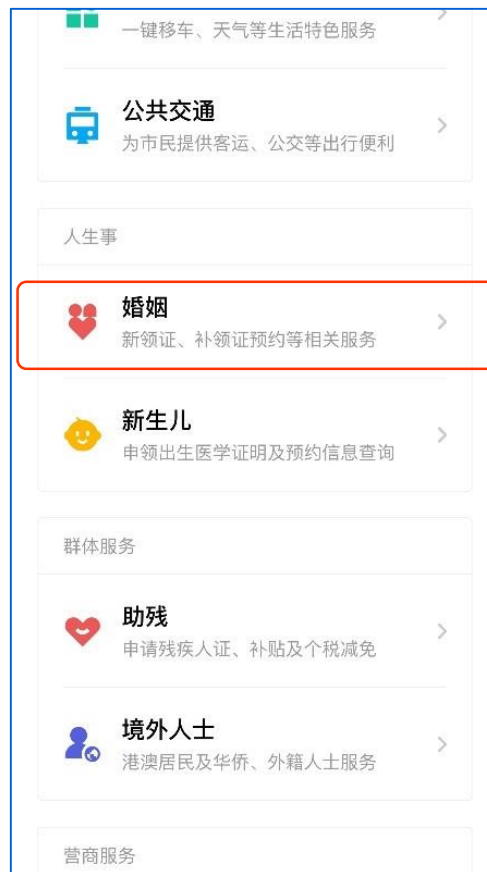 一键移车、天气等生活特色服务
公共交通
为市民提供客运、公交等出行便利
人生事
婚姻
新领证、补领证预约等相关服务
新生儿
申领出生医学证明及预约信息查询
群体服务
助残
申请残疾人证、补贴及个税减免
境外人士
港澳居民及华侨、外籍人士服务
营商服务